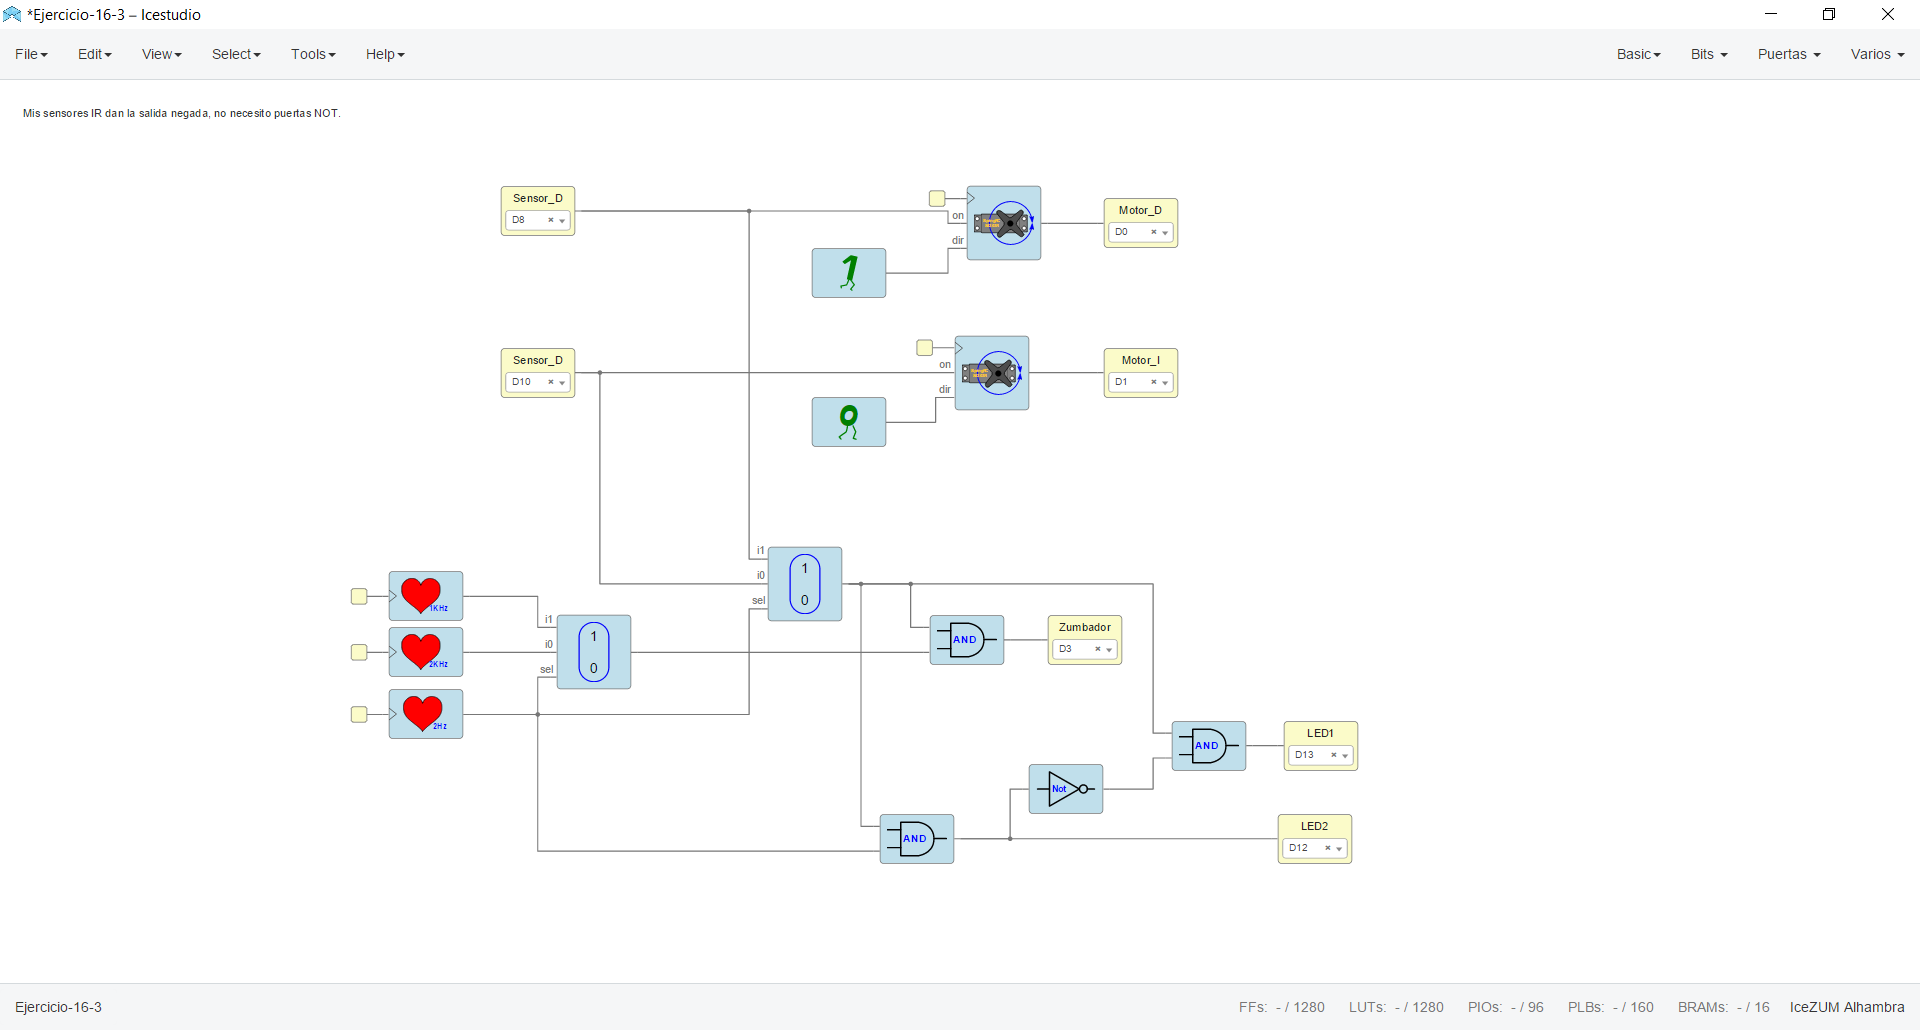 *Ejercicio-16-3 – Icestudio
File Edit View Select Tools Help Basic Bits Puertas Varios
Mis sensores IR dan la salida negada, no necesito puertas NOT.
Sensor_D
D8
on
dir
Motor_D
D0
1
Sensor_D
D10
on
dir
Motor_I
D1
0
i1
i0
sel
1
0
1KHz
2KHz
2Hz
i1
i0
sel
1
0
AND
Zumbador
D3
AND
LED1
D13
Not
AND
LED2
D12
Ejercicio-16-3 FFs: - / 1280 LUTs: - / 1280 PIOs: - / 96 PLBs: - / 160 BRAMs: - / 16 IceZUM Alhambra